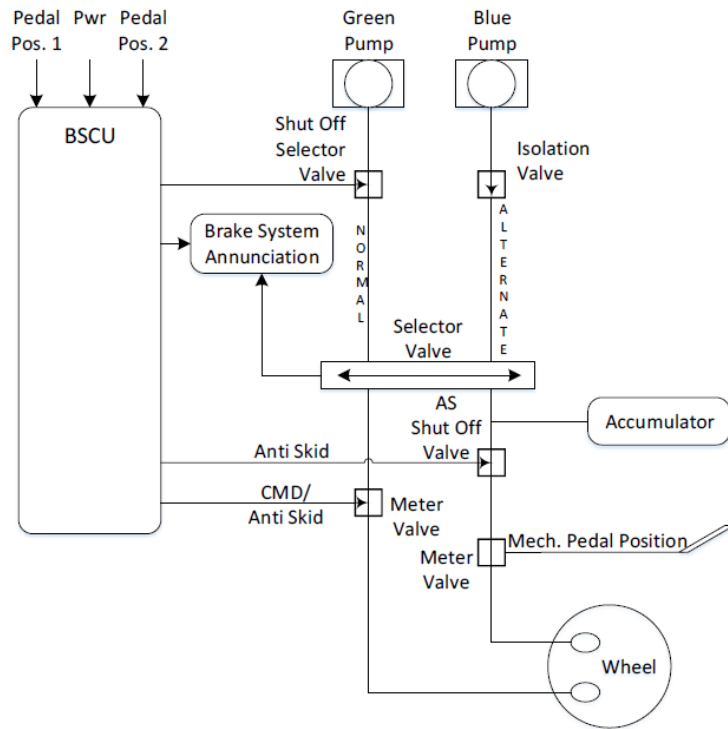 Pedal
Pos. 1
Pwr
Pedal
Pos. 2
Green
Pump
Blue
Pump
BSCU
Shut Off
Selector
Valve
Isolation
Valve
Brake System
Annunciation
NORMAL
ALTERNATE
Selector
Valve
AS
Shut Off
Valve
Accumulator
Anti Skid
CMD/
Anti Skid
Meter
Valve
Meter
Valve
Mech. Pedal Position
Wheel